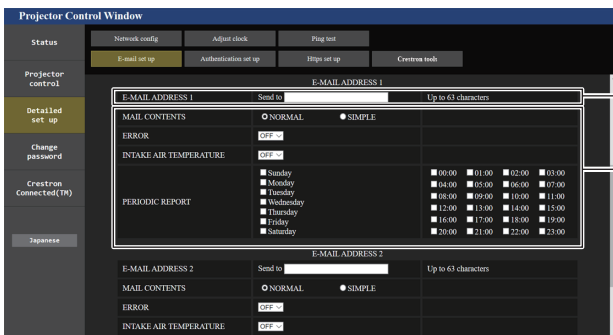 Projector Control Window
Status
Network config Adjust clock Ping test
E-mail set up Authentication set up Https set up Crestron tools
Projector control
Detailed set up
Change password
Crestron Connected(TM)
Japanese
E-MAIL ADDRESS 1
E-MAIL ADDRESS 1 Send to Up to 63 characters
MAIL CONTENTS NORMAL SIMPLE
ERROR OFF
INTAKE AIR TEMPERATURE OFF
PERIODIC REPORT
Sunday 00:00 01:00 02:00 03:00
Monday 04:00 05:00 06:00 07:00
Tuesday 08:00 09:00 10:00 11:00
Wednesday 12:00 13:00 14:00 15:00
Thursday 16:00 17:00 18:00 19:00
Friday 20:00 21:00 22:00 23:00
Saturday
E-MAIL ADDRESS 2
E-MAIL ADDRESS 2 Send to Up to 63 characters
MAIL CONTENTS NORMAL SIMPLE
ERROR OFF
INTAKE AIR TEMPERATURE OFF